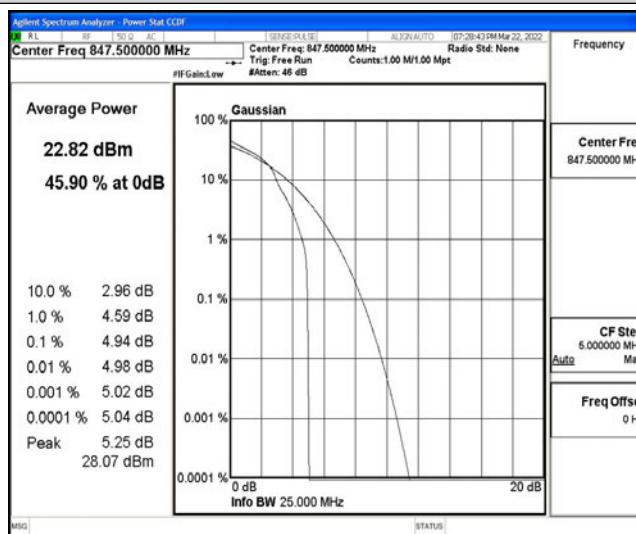 Agilent Spectrum Analyzer - Power Stat CCDF
RL RF 50 Ω AC SENSE:PULSE ALIGNAUTO 07:28:43 PM Mar 22, 2022
Center Freq 847.500000 MHz
Center Freq: 847.500000 MHz Radio Std: None
Trig: Free Run Counts:1.00 M/1.00 Mpt
#IFGain:Low #Atten: 46 dB
Frequency
Average Power
22.82 dBm
45.90 % at 0dB
10.0 % 2.96 dB
1.0 % 4.59 dB
0.1 % 4.94 dB
0.01 % 4.98 dB
0.001 % 5.02 dB
0.0001 % 5.04 dB
Peak 5.25 dB
28.07 dBm
Gaussian
100 %
10 %
1 %
0.1 %
0.01 %
0.001 %
0.0001 %
0 dB 20 dB
Info BW 25.000 MHz
Center Fre
847.500000 MH
CF Ste
5.000000 MH
Auto Ma
Freq Offse
0 H
MSG STATUS